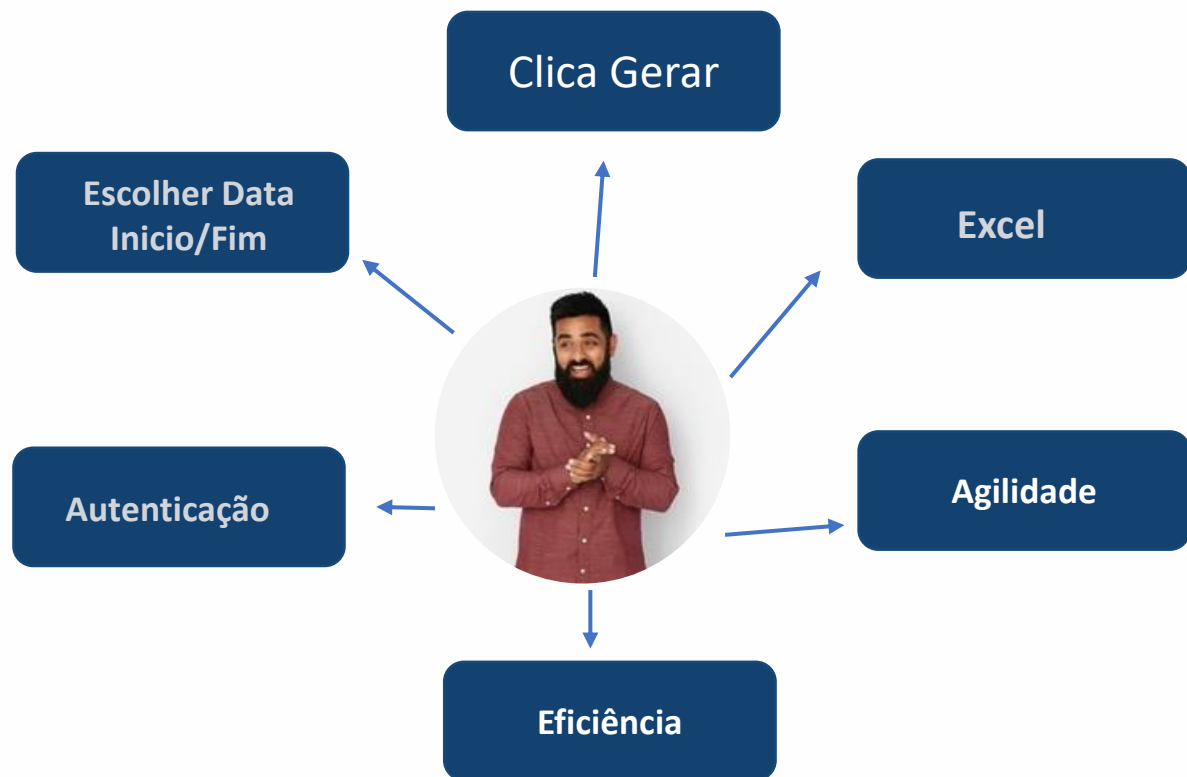 Clica Gerar
Escolher Data
Inicio/Fim
Excel
Autenticação
Agilidade
Eficiência